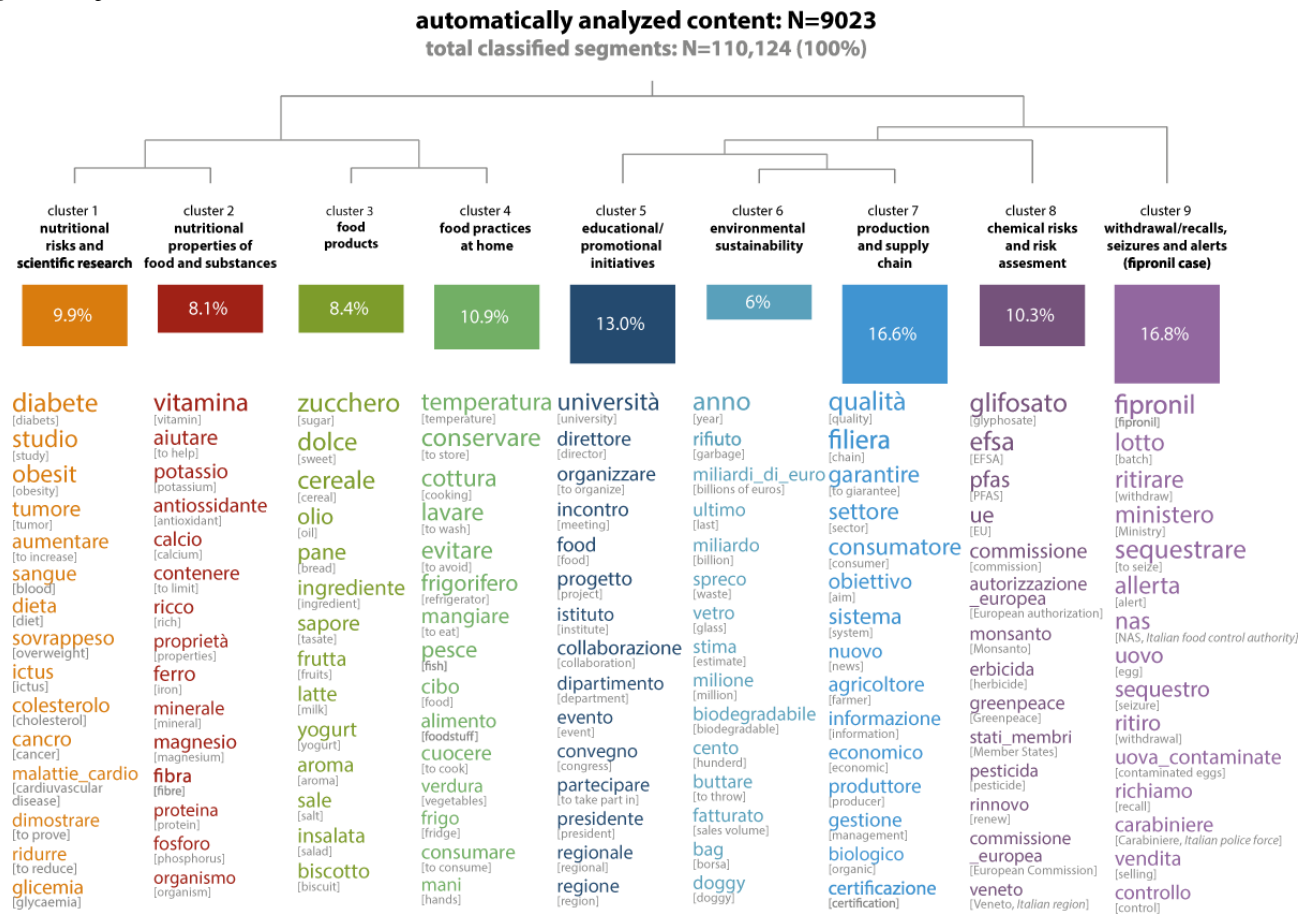 automatically analyzed content: N=9023
total classified segments: N=110,124 (100%)
cluster 1
nutritional
risks and
scientific research
9.9%
diabete
[diabets]
studio
[study]
obesit
[obesity]
tumore
[tumor]
aumentare
[to increase]
sangue
[blood]
dieta
[diet]
sovrappeso
[overweight]
ictus
[ictus]
colesterolo
[cholesterol]
cancro
[cancer]
malattie_cardio
[cardiuvascular
disease]
dimostrare
[to prove]
ridurre
[to reduce]
glicemia
[glycaemia]
cluster 2
nutritional
properties of
food and substances
8.1%
vitamina
[vitamin]
aiutare
[to help]
potassio
[potassium]
antiossidante
[antioxidant]
calcio
[calcium]
contenere
[to limit]
ricco
[rich]
proprietà
[properties]
ferro
[iron]
minerale
[mineral]
magnesio
[magnesium]
fibra
[fibre]
proteina
[protein]
fosforo
[phosphorus]
organismo
[organism]
cluster 3
food
products
8.4%
zucchero
[sugar]
dolce
[sweet]
cereale
[cereal]
olio
[oil]
pane
[bread]
ingrediente
[ingredient]
sapore
[tasate]
frutta
[fruits]
latte
[milk]
yogurt
[yogurt]
aroma
[aroma]
sale
[salt]
insalata
[salad]
biscotto
[biscuit]
cluster 4
food practices
at home
10.9%
temperatura
[temperature]
conservare
[to store]
cottura
[cooking]
lavare
[to wash]
evitare
[to avoid]
frigorifero
[refrigerator]
mangiare
[to eat]
pesce
[fish]
cibo
[food]
alimento
[foodstuff]
cuocere
[to cook]
verdura
[vegetables]
frigo
[fridge]
consumare
[to consume]
mani
[hands]
cluster 5
educational/
promotional
initiatives
13.0%
università
[university]
direttore
[director]
organizzare
[to organize]
incontro
[meeting]
food
[food]
progetto
[project]
istituto
[institute]
collaborazione
[collaboration]
dipartimento
[department]
evento
[event]
convegno
[congress]
partecipare
[to take part in]
presidente
[president]
regionale
[regional]
regione
[region]
cluster 6
environmental
sustainability
6%
anno
[year]
rifiuto
[garbage]
miliardi_di_euro
[billions of euros]
ultimo
[last]
miliardo
[billion]
spreco
[waste]
vetro
[glass]
stima
[estimate]
milione
[million]
biodegradabile
[biodegradable]
cento
[hunderd]
buttare
[to throw]
fatturato
[sales volume]
bag
[borsa]
doggy
[doggy]
cluster 7
production
and supply
chain
16.6%
qualità
[quality]
filiera
[chain]
garantire
[to giarantee]
settore
[sector]
consumatore
[consumer]
obiettivo
[aim]
sistema
[system]
nuovo
[news]
agricoltore
[farmer]
informazione
[information]
economico
[economic]
produttore
[producer]
gestione
[management]
biologico
[organic]
certificazione
[certification]
cluster 8
chemical risks
and risk
assesment
10.3%
glifosato
[glyphosate]
efsa
[EFSA]
pfas
[PFAS]
ue
[EU]
commissione
[commission]
autorizzazione
_europea
[European authorization]
monsanto
[Monsanto]
erbicida
[herbicide]
greenpeace
[Greenpeace]
stati_membri
[Member States]
pesticida
[pesticide]
rinnovo
[renew]
commissione
_europea
[European Commission]
veneto
[Veneto, Italian region]
cluster 9
withdrawal/recalls,
seizures and alerts
(fipronil case)
16.8%
fipronil
[fipronil]
lotto
[batch]
ritirare
[withdraw]
ministero
[Ministry]
sequestrare
[to seize]
allerta
[alert]
nas
[NAS, Italian food control authority]
uovo
[egg]
sequestro
[seizure]
ritiro
[withdrawal]
uova_contaminate
[contaminated eggs]
richiamo
[recall]
carabiniere
[Carabiniere, Italian police force]
vendita
[selling]
controllo
[control]